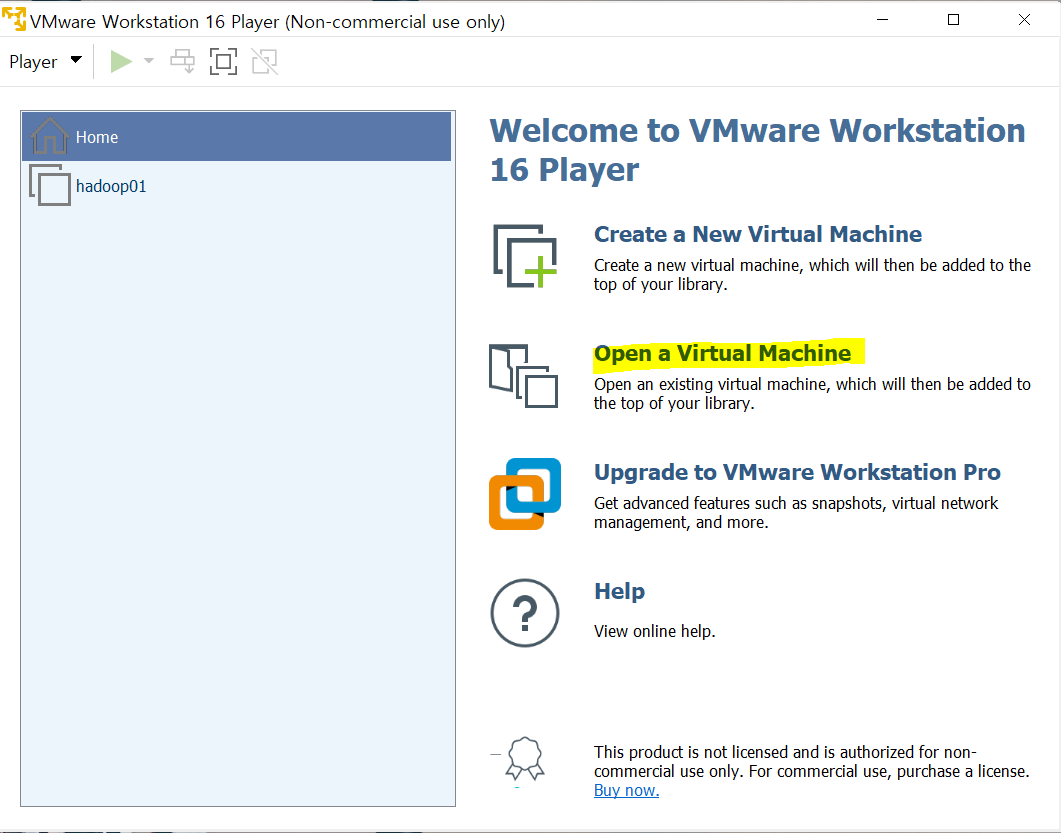 VMware Workstation 16 Player (Non-commercial use only)
Player
Home
hadoop01
Welcome to VMware Workstation
16 Player
Create a New Virtual Machine
Create a new virtual machine, which will then be added to the
top of your library.
Open a Virtual Machine
Open an existing virtual machine, which will then be added to
the top of your library.
Upgrade to VMware Workstation Pro
Get advanced features such as snapshots, virtual network
management, and more.
Help
View online help.
This product is not licensed and is authorized for non-
commercial use only. For commercial use, purchase a license.
Buy now.